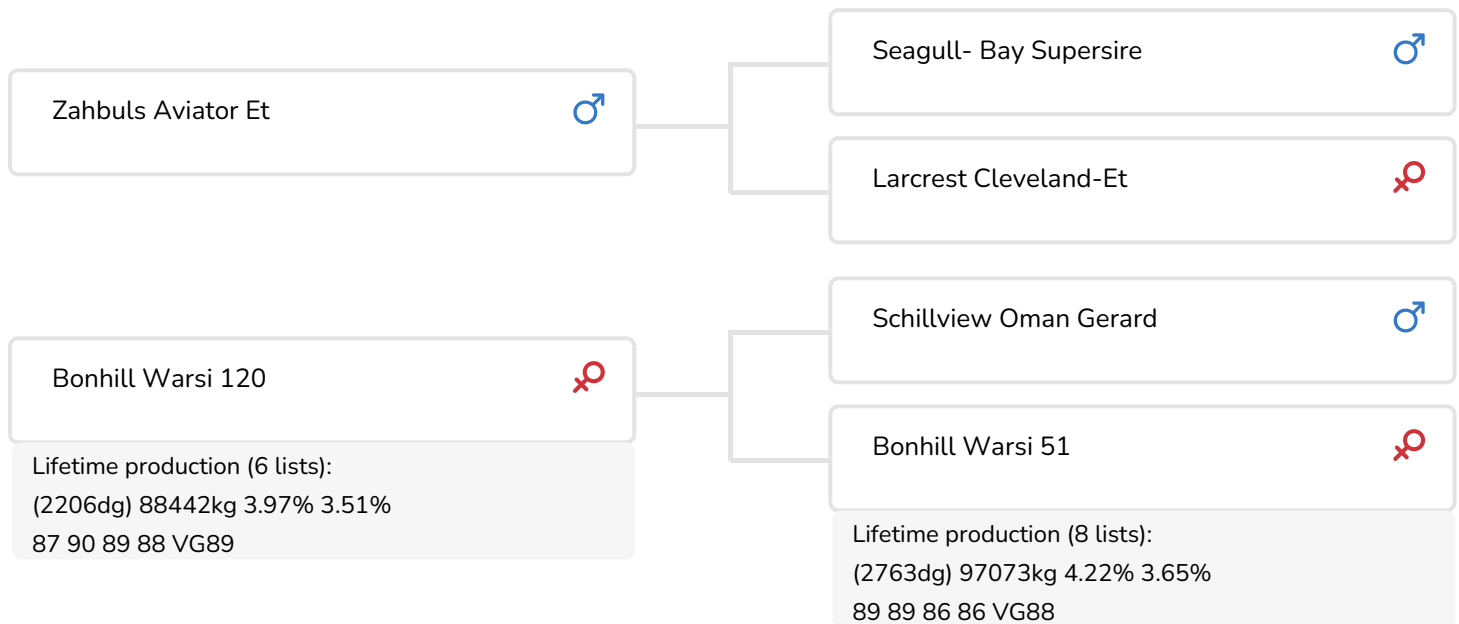 Zahbuls Aviator Et
Seagull- Bay Supersire
Larcrest Cleveland-Et
Bonhill Warsi 120
Lifetime production (6 lists):
(2206dg) 88442kg 3.97% 3.51%
87 90 89 88 VG89
Schillview Oman Gerard
Bonhill Warsi 51
Lifetime production (8 lists):
(2763dg) 97073kg 4.22% 3.65%
89 89 86 86 VG88